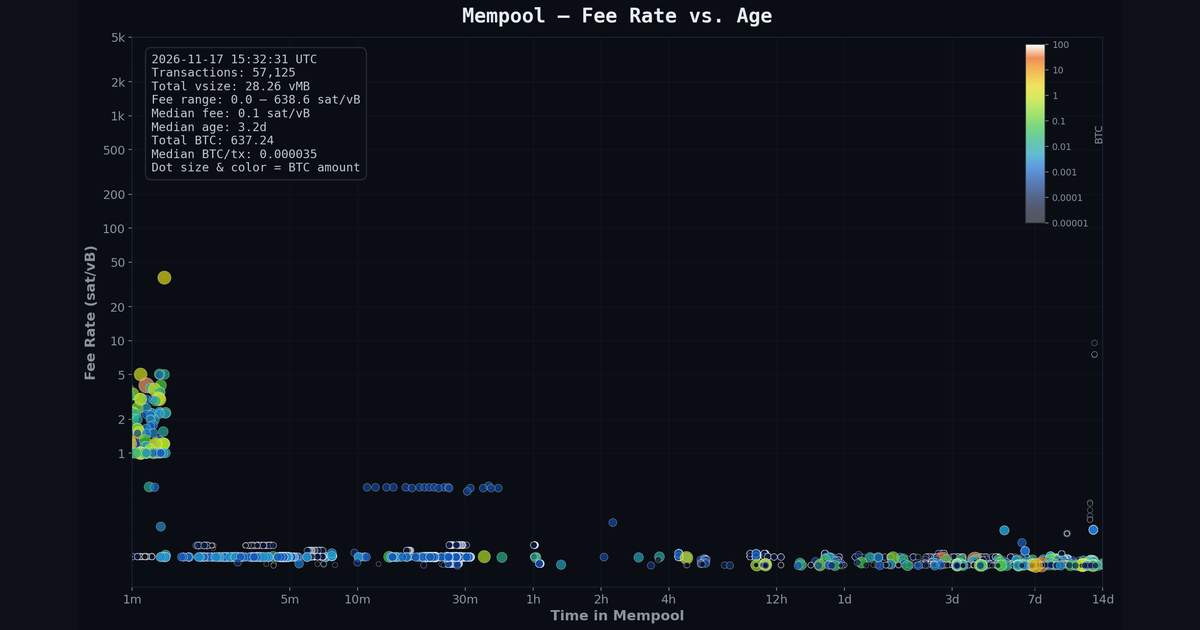 Mempool — Fee Rate vs. Age
2026-11-17 15:32:31 UTC
Transactions: 57,125
Total vsize: 28.26 vMB
Fee range: 0.0 — 638.6 sat/vB
Median fee: 0.1 sat/vB
Median age: 3.2d
Total BTC: 637.24
Median BTC/tx: 0.000035
Dot size & color = BTC amount
5k
2k
1k
500
200
100
50
20
10
5
2
1
Fee Rate (sat/vB)
100
10
1
0.1
0.01
0.001
0.0001
0.00001
BTC
1m
5m
10m
30m
1h
2h
4h
12h
1d
3d
7d
14d
Time in Mempool